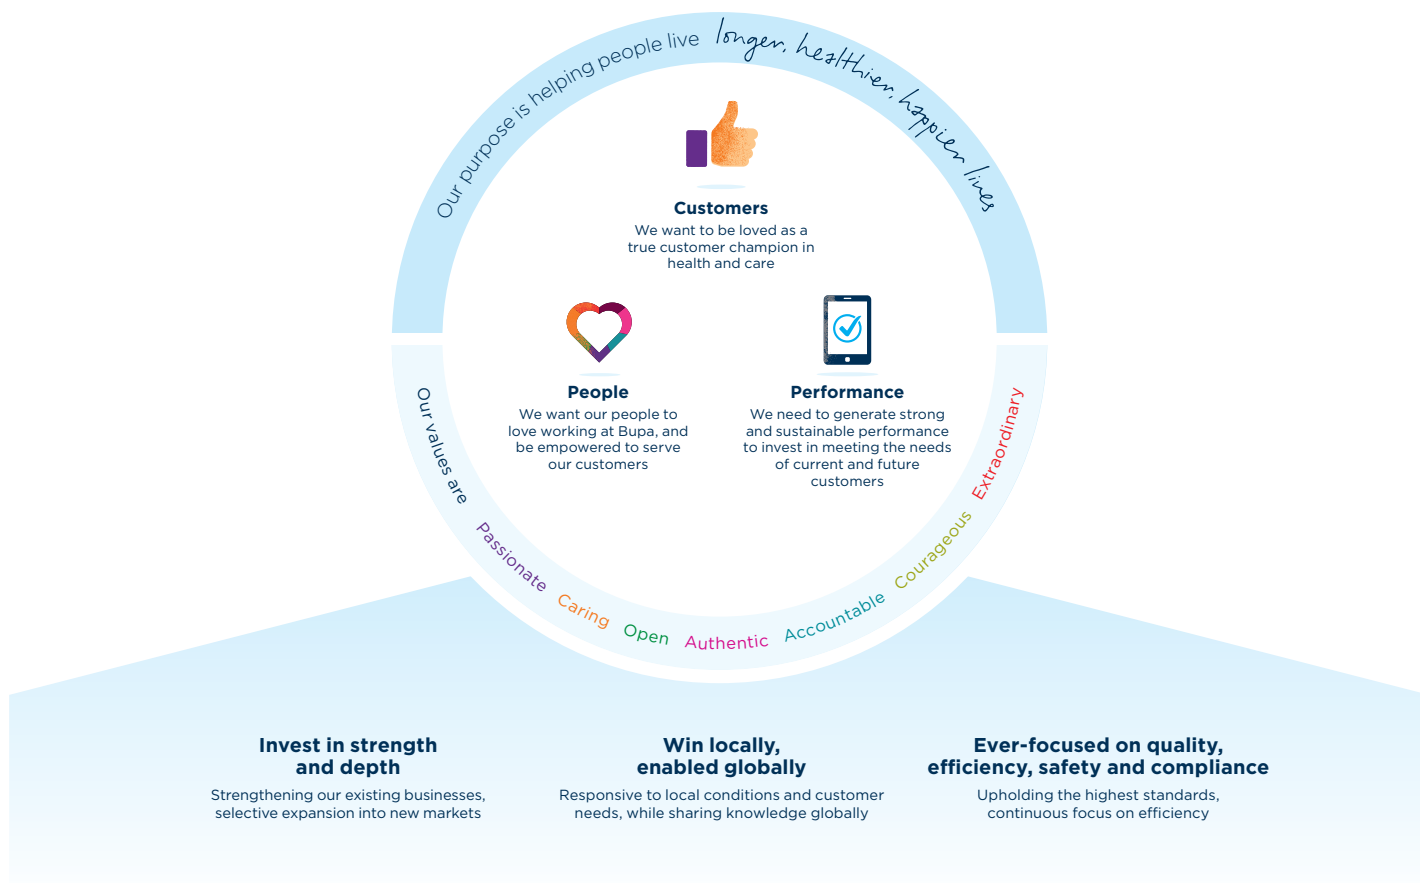 Our purpose is helping people live longer, healthier, happier lives
Customers
We want to be loved as a
true customer champion in
health and care
People
We want our people to
love working at Bupa, and
be empowered to serve
our customers
Performance
We need to generate strong
and sustainable performance
to invest in meeting the needs
of current and future
customers
Our values are Passionate Caring Open Authentic Accountable Courageous Extraordinary
Invest in strength
and depth
Strengthening our existing businesses,
selective expansion into new markets
Win locally,
enabled globally
Responsive to local conditions and customer
needs, while sharing knowledge globally
Ever-focused on quality,
efficiency, safety and compliance
Upholding the highest standards,
continuous focus on efficiency